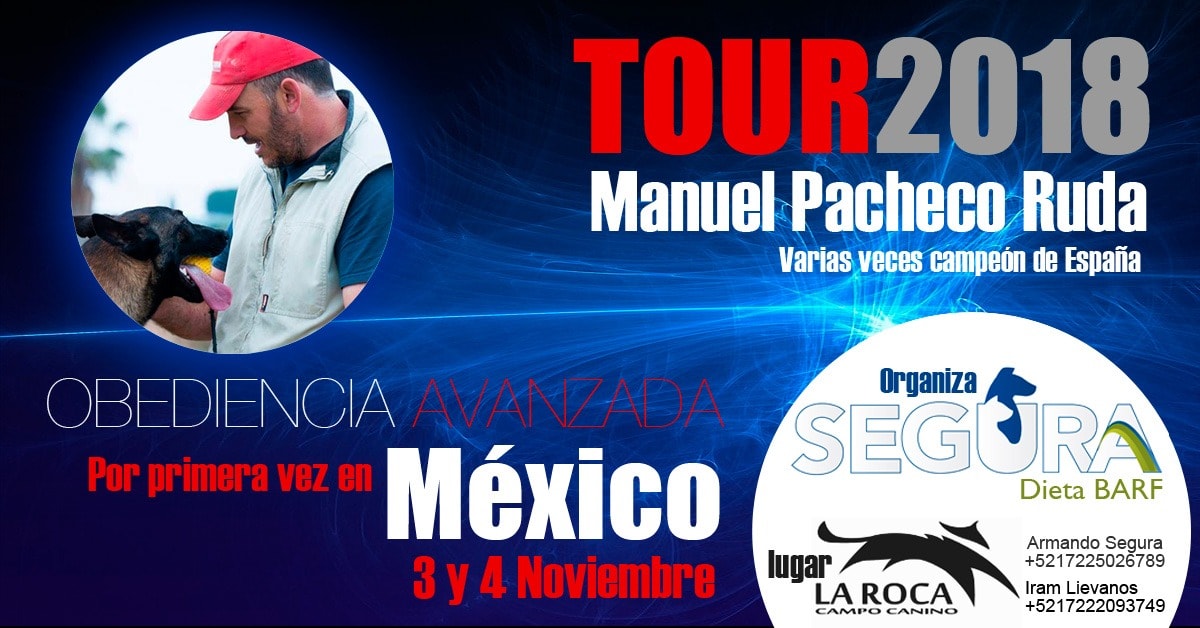 TOUR2018
Manuel Pacheco Ruda
Varias veces campeón de España
OBEDIENCIA AVANZADA
Por primera vez en México
3 y 4 Noviembre
Organiza
SEGURA
Dieta BARF
lugar
LA ROCA
CAMPO CANINO
Armando Segura
+5217225026789
Iram Lievanos
+5217222093749